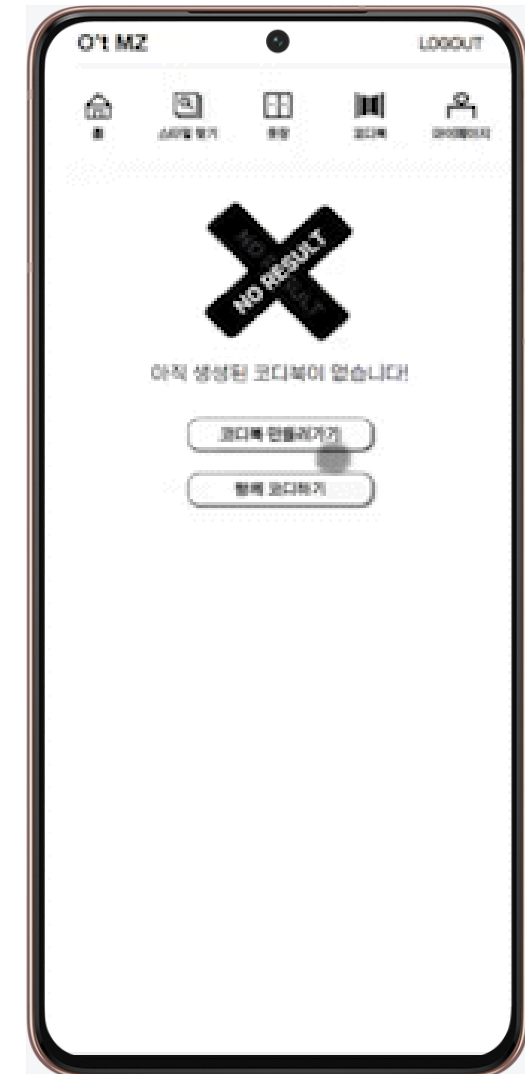 O't MZ
LOGOUT
홈
스타일 찾기
옷장
코디북
마이페이지
NO RESULT
아직 생성된 코디북이 없습니다!
코디북 만들러가기
함께 코디하기